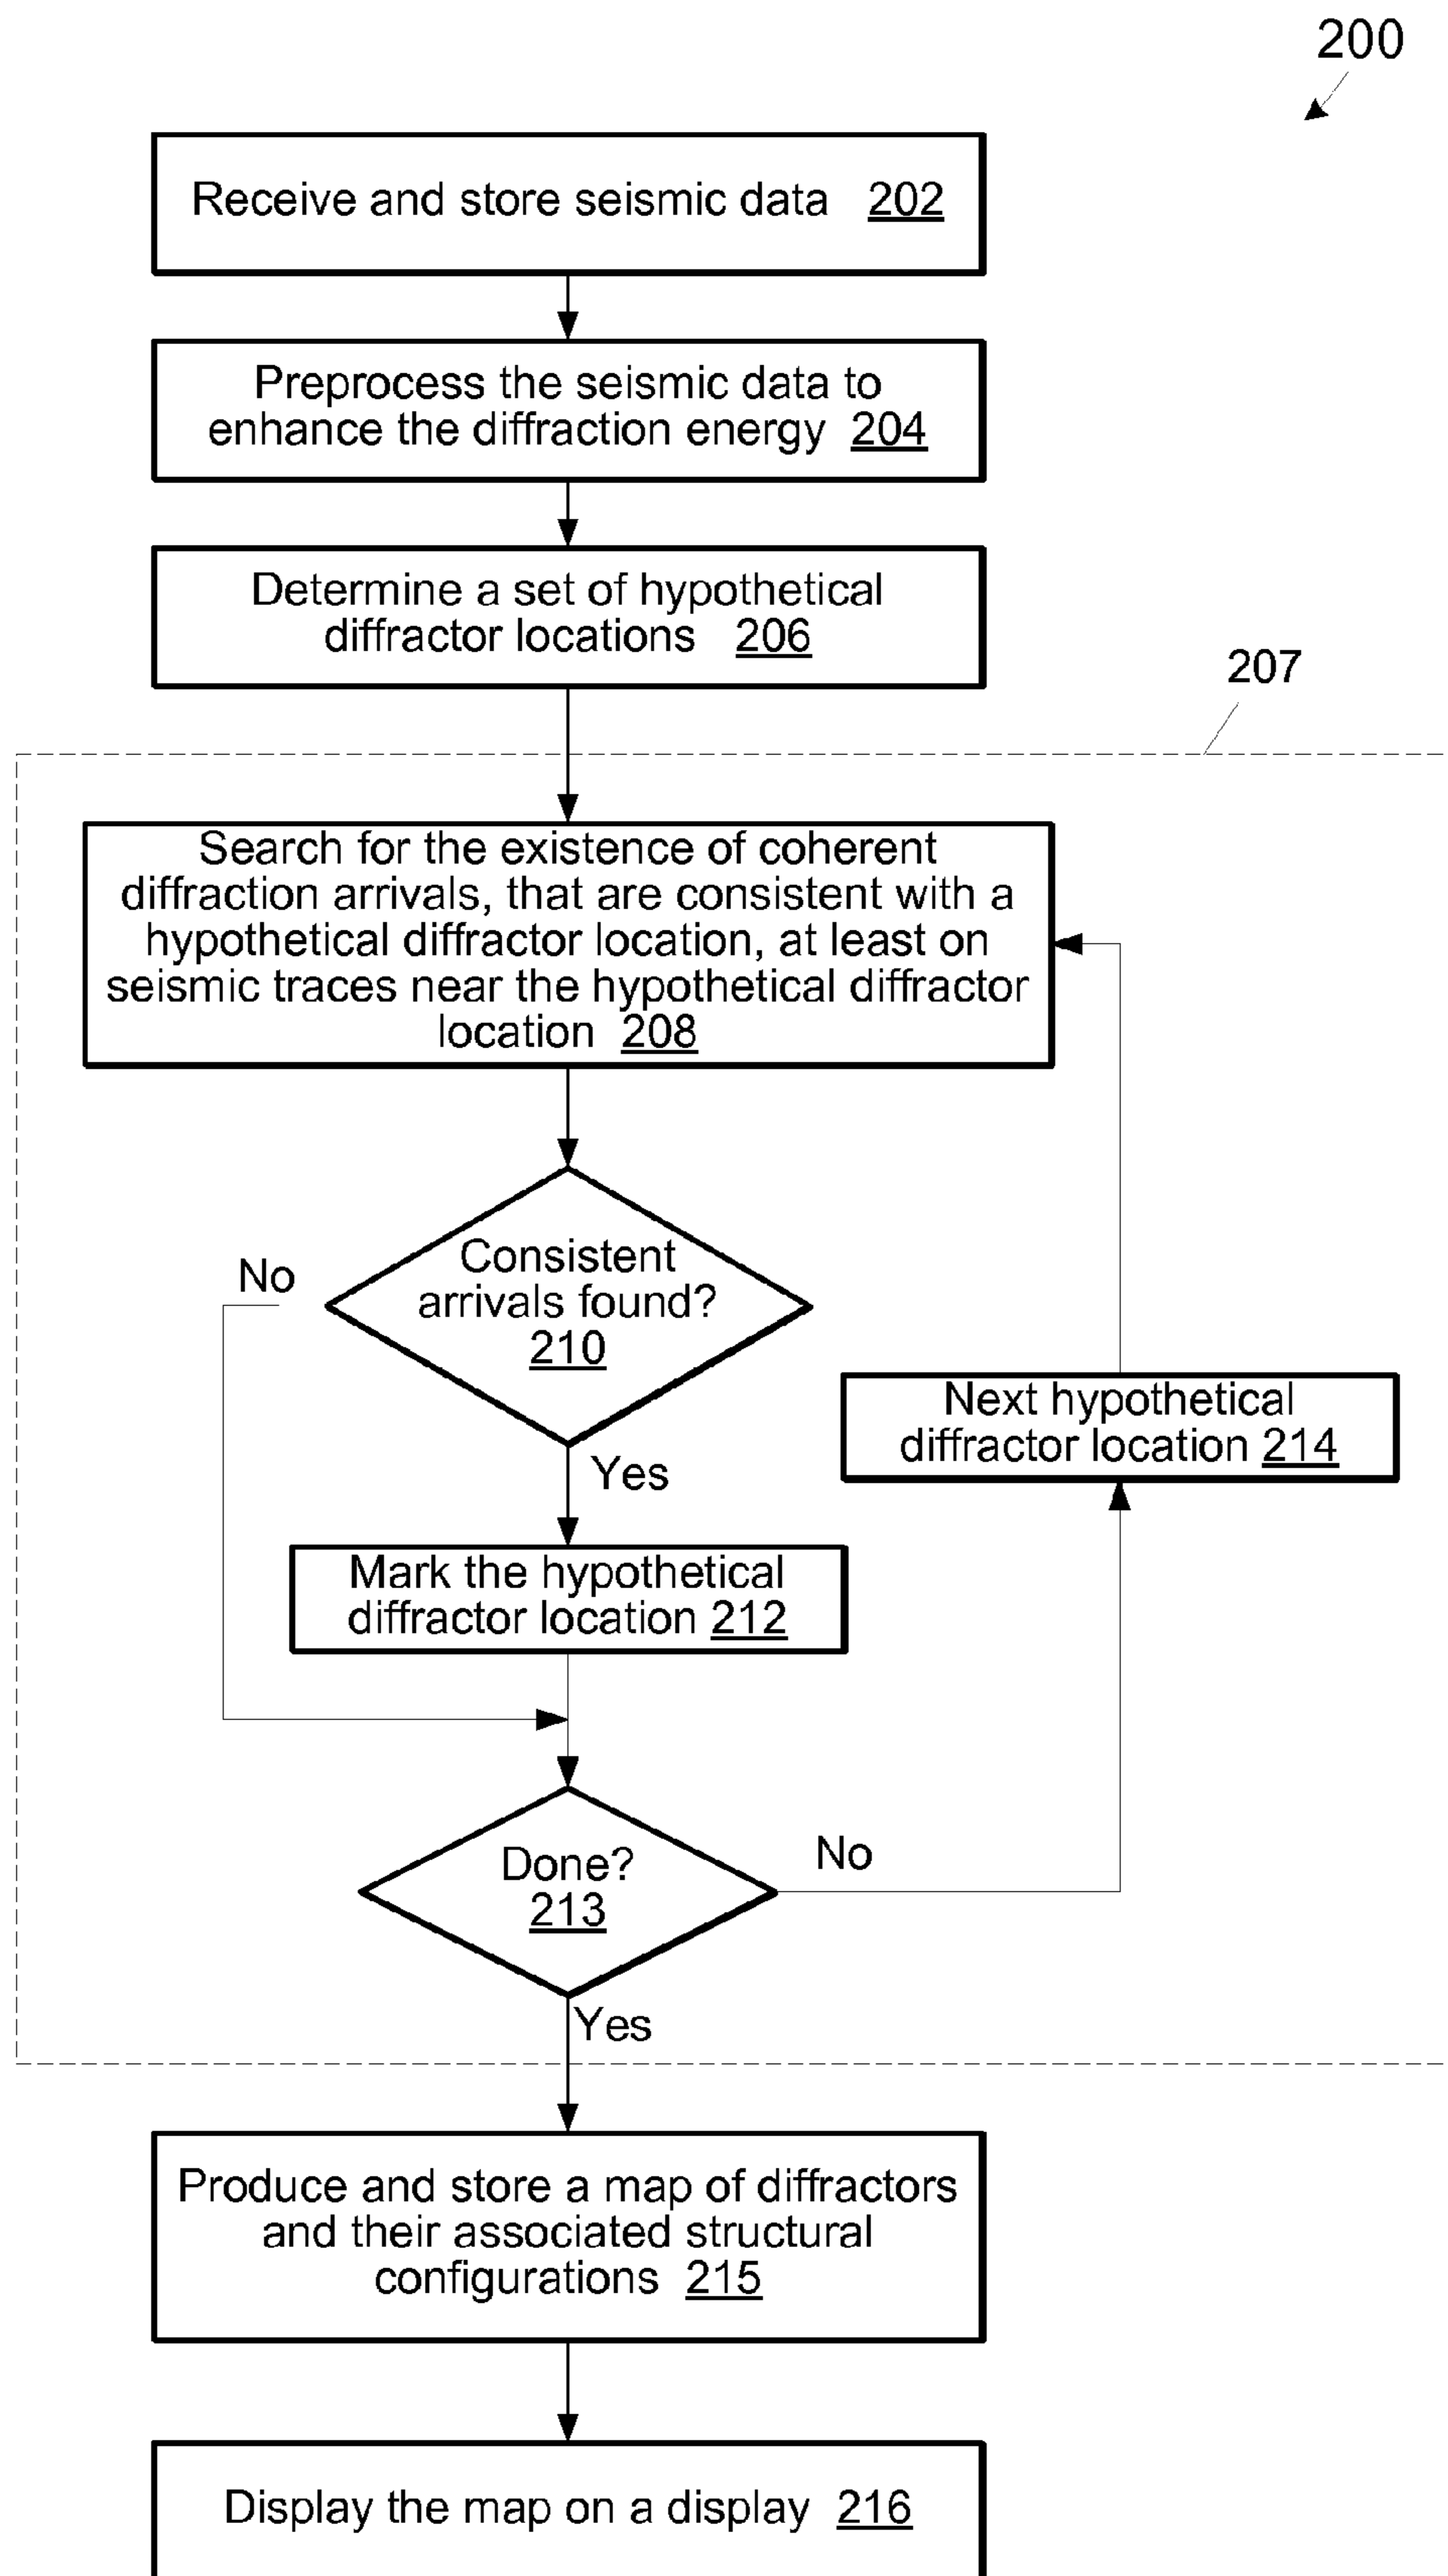 200
Receive and store seismic data 202
Preprocess the seismic data to
enhance the diffraction energy 204
Determine a set of hypothetical
diffractor locations 206
207
Search for the existence of coherent
diffraction arrivals, that are consistent with a
hypothetical diffractor location, at least on
seismic traces near the hypothetical diffractor
location 208
Consistent
arrivals found?
210
No
Yes
Next hypothetical
diffractor location 214
Mark the hypothetical
diffractor location 212
Done?
213
No
Yes
Produce and store a map of diffractors
and their associated structural
configurations 215
Display the map on a display 216